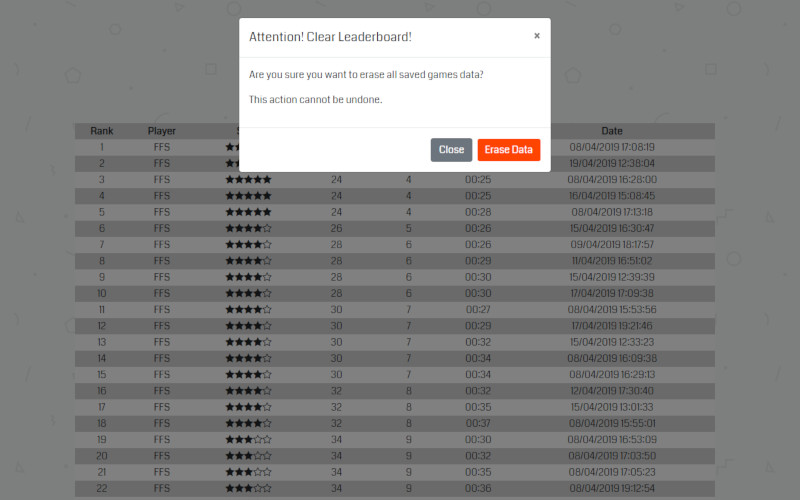 Attention! Clear Leaderboard! ×
Are you sure you want to erase all saved games data?
This action cannot be undone.
Close Erase Data
Rank Player Date
1 FFS 08/04/2019 17:08:19
2 FFS 19/04/2019 12:38:04
3 FFS ★★★★★ 24 4 00:25 08/04/2019 16:28:00
4 FFS ★★★★★ 24 4 00:25 16/04/2019 15:08:45
5 FFS ★★★★★ 24 4 00:28 08/04/2019 17:13:18
6 FFS ★★★★☆ 26 5 00:26 15/04/2019 16:30:47
7 FFS ★★★★☆ 28 6 00:26 09/04/2019 18:17:57
8 FFS ★★★★☆ 28 6 00:29 11/04/2019 16:51:02
9 FFS ★★★★☆ 28 6 00:30 15/04/2019 12:39:39
10 FFS ★★★★☆ 28 6 00:30 17/04/2019 17:09:38
11 FFS ★★★★☆ 30 7 00:27 08/04/2019 15:53:56
12 FFS ★★★★☆ 30 7 00:29 17/04/2019 19:21:46
13 FFS ★★★★☆ 30 7 00:32 15/04/2019 12:33:23
14 FFS ★★★★☆ 30 7 00:34 08/04/2019 16:09:38
15 FFS ★★★★☆ 30 7 00:34 08/04/2019 16:29:13
16 FFS ★★★★☆ 32 8 00:32 12/04/2019 17:30:40
17 FFS ★★★★☆ 32 8 00:35 15/04/2019 13:01:33
18 FFS ★★★★☆ 32 8 00:37 08/04/2019 15:55:01
19 FFS ★★★☆☆ 34 9 00:30 08/04/2019 16:53:09
20 FFS ★★★☆☆ 34 9 00:32 08/04/2019 17:03:50
21 FFS ★★★☆☆ 34 9 00:35 08/04/2019 17:05:23
22 FFS ★★★☆☆ 34 9 00:36 08/04/2019 19:12:54